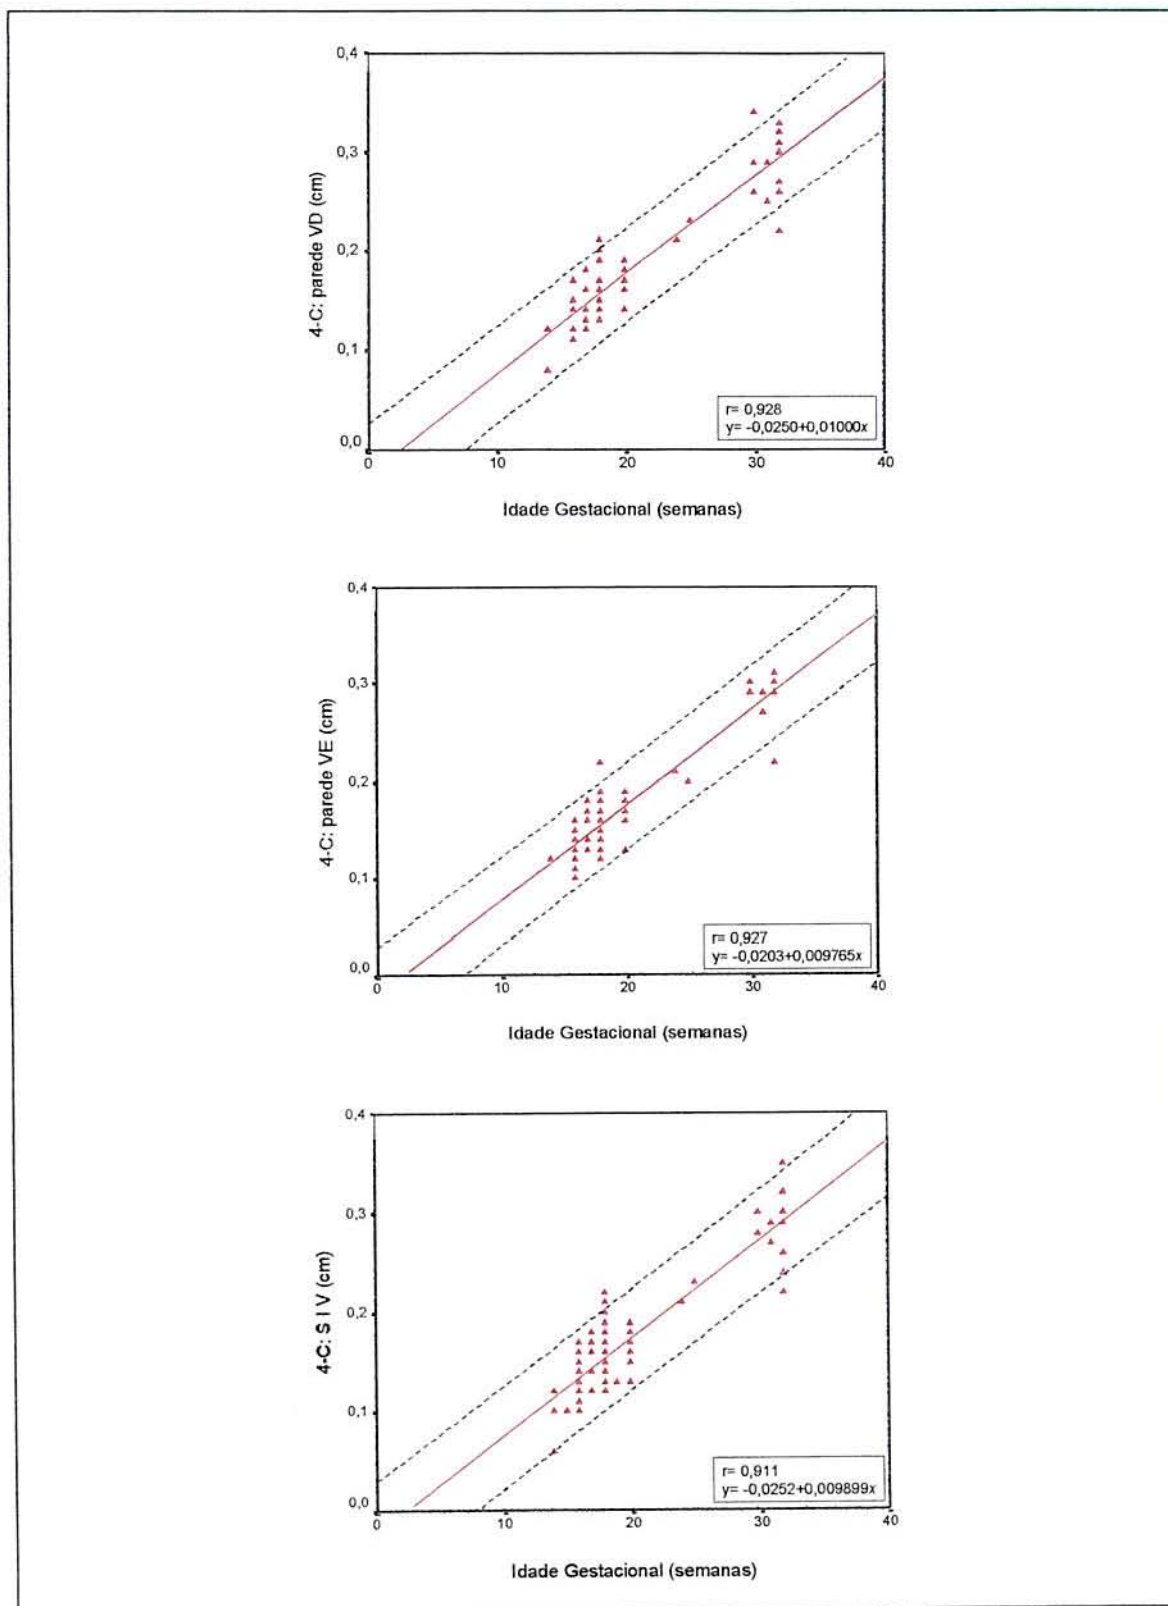 0,4
0,3
0,2
0,1
0,0
4-C: parede VD (cm)
r= 0,928
y= -0,0250+0,01000x
0 10 20 30 40
Idade Gestacional (semanas)
0,4
0,3
0,2
0,1
0,0
4-C: parede VE (cm)
r= 0,927
y= -0,0203+0,009765x
0 10 20 30 40
Idade Gestacional (semanas)
0,4
0,3
0,2
0,1
0,0
4-C: S I V (cm)
r= 0,911
y= -0,0252+0,009899x
0 10 20 30 40
Idade Gestacional (semanas)